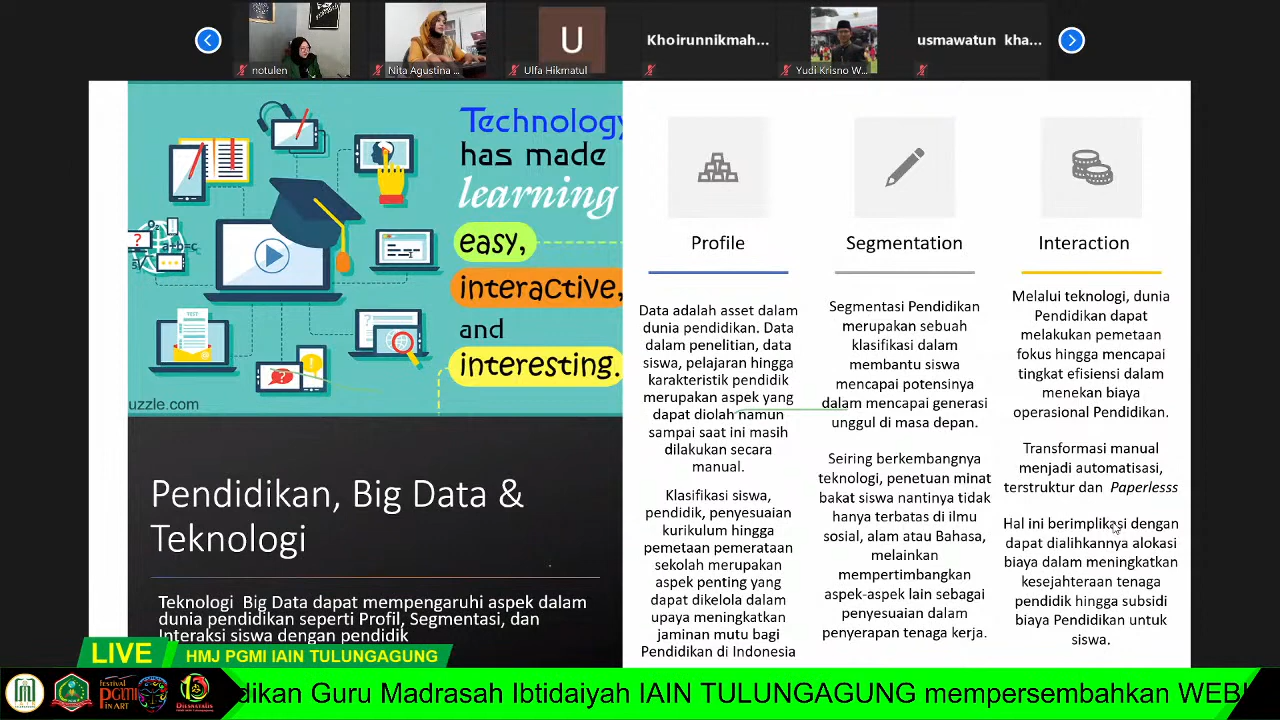 notulen
Nita Agustina ...
U
Ulfa Hikmatul
Khoirunnikmah...
Yudi Krisno W...
usmawatun kha...
Technology
has made
learning
easy,
interactive,
and
interesting.
TEST
a÷b=c
uzzle.com
Pendidikan, Big Data &
Teknologi
Teknologi Big Data dapat mempengaruhi aspek dalam
dunia pendidikan seperti Profil, Segmentasi, dan
Interaksi siswa dengan pendidik
Profile
Data adalah asset dalam
dunia pendidikan. Data
dalam penelitian, data
siswa, pelajaran hingga
karakteristik pendidik
merupakan aspek yang
dapat diolah namun
sampai saat ini masih
dilakukan secara
manual.
Klasifikasi siswa,
pendidik, penyesuaian
kurikulum hingga
pemetaan pemerataan
sekolah merupakan
aspek penting yang
dapat dikelola dalam
upaya meningkatkan
jaminan mutu bagi
Pendidikan di Indonesia
Segmentation
Segmentasi Pendidikan
merupakan sebuah
klasifikasi dalam
membantu siswa
mencapai potensinya
dalam mencapai generasi
unggul di masa depan.
Seiring berkembangnya
teknologi, penetuan minat
bakat siswa nantinya tidak
hanya terbatas di ilmu
sosial, alam atau Bahasa,
melainkan
mempertimbangkan
aspek-aspek lain sebagai
penyesuaian dalam
penyerapan tenaga kerja.
Interaction
Melalui teknologi, dunia
Pendidikan dapat
melakukan pemetaan
fokus hingga mencapai
tingkat efisiensi dalam
menekan biaya
operasional Pendidikan.
Transformasi manual
menjadi automatisasi,
terstruktur dan Paperlesss
Hal ini berimplikasi dengan
dapat dialihkannya alokasi
biaya dalam meningkatkan
kesejahteraan tenaga
pendidik hingga subsidi
biaya Pendidikan untuk
siswa.
LIVE
HMJ PGMI IAIN TULUNGAGUNG
FESTIVAL
PGMI
IN ART
dikan Guru Madrasah Ibtidaiyah IAIN TULUNGAGUNG mempersembahkan WEBI